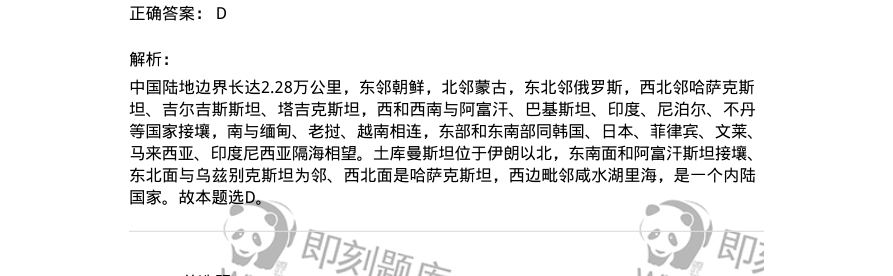 正确答案： D
解析：
中国陆地边界长达2.28万公里，东邻朝鲜，北邻蒙古，东北邻俄罗斯，西北邻哈萨克斯
坦、吉尔吉斯斯坦、塔吉克斯坦，西和西南与阿富汗、巴基斯坦、印度、尼泊尔、不丹
等国家接壤，南与缅甸、老挝、越南相连，东部和东南部同韩国、日本、菲律宾、文莱、
马来西亚、印度尼西亚隔海相望。土库曼斯坦位于伊朗以北，东南面和阿富汗斯坦接壤、
东北面与乌兹别克斯坦为邻、西北面是哈萨克斯坦，西边毗邻咸水湖里海，是一个内陆
国家。故本题选D。
即刻题库
即刻